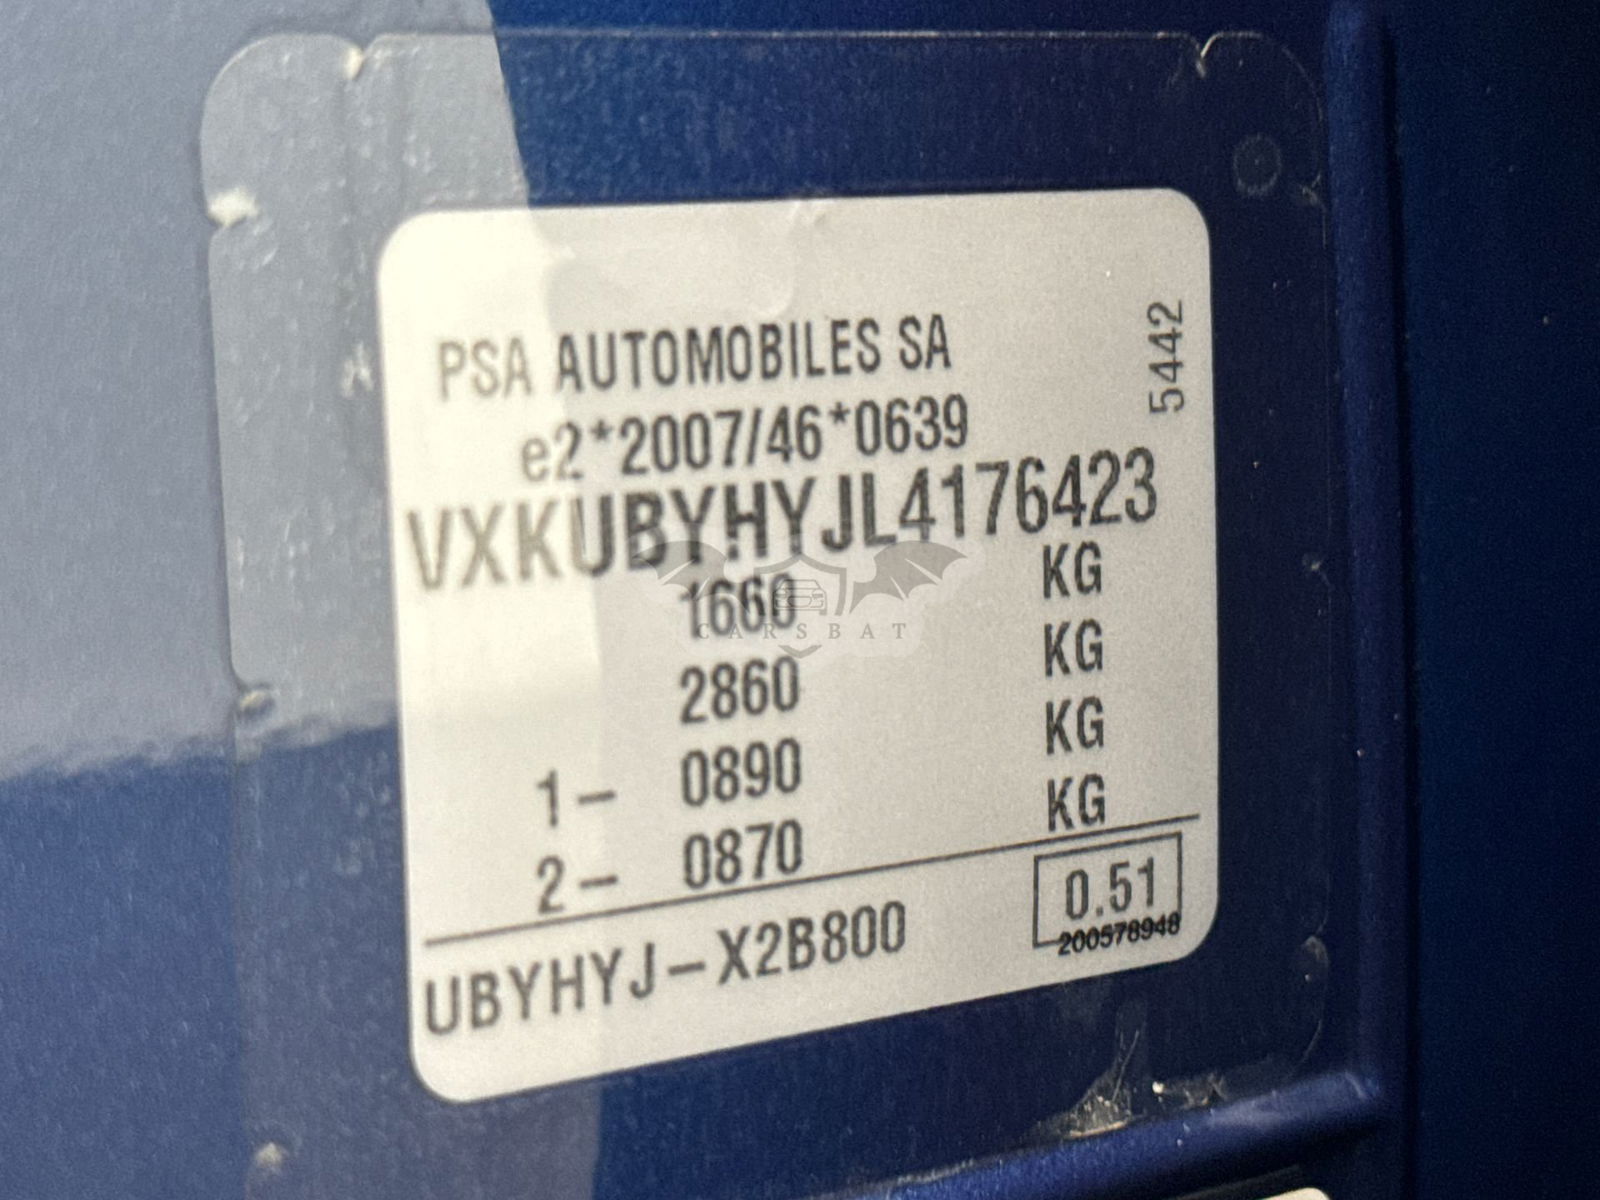 PSA AUTOMOBILES SA
5442
e2*2007/46*0639
VXKUBYHYJL4176423
1660 KG
CARSBAT
2860 KG
1- 0890 KG
2- 0870 KG
0.51
200578948
UBYHYJ-X2B800